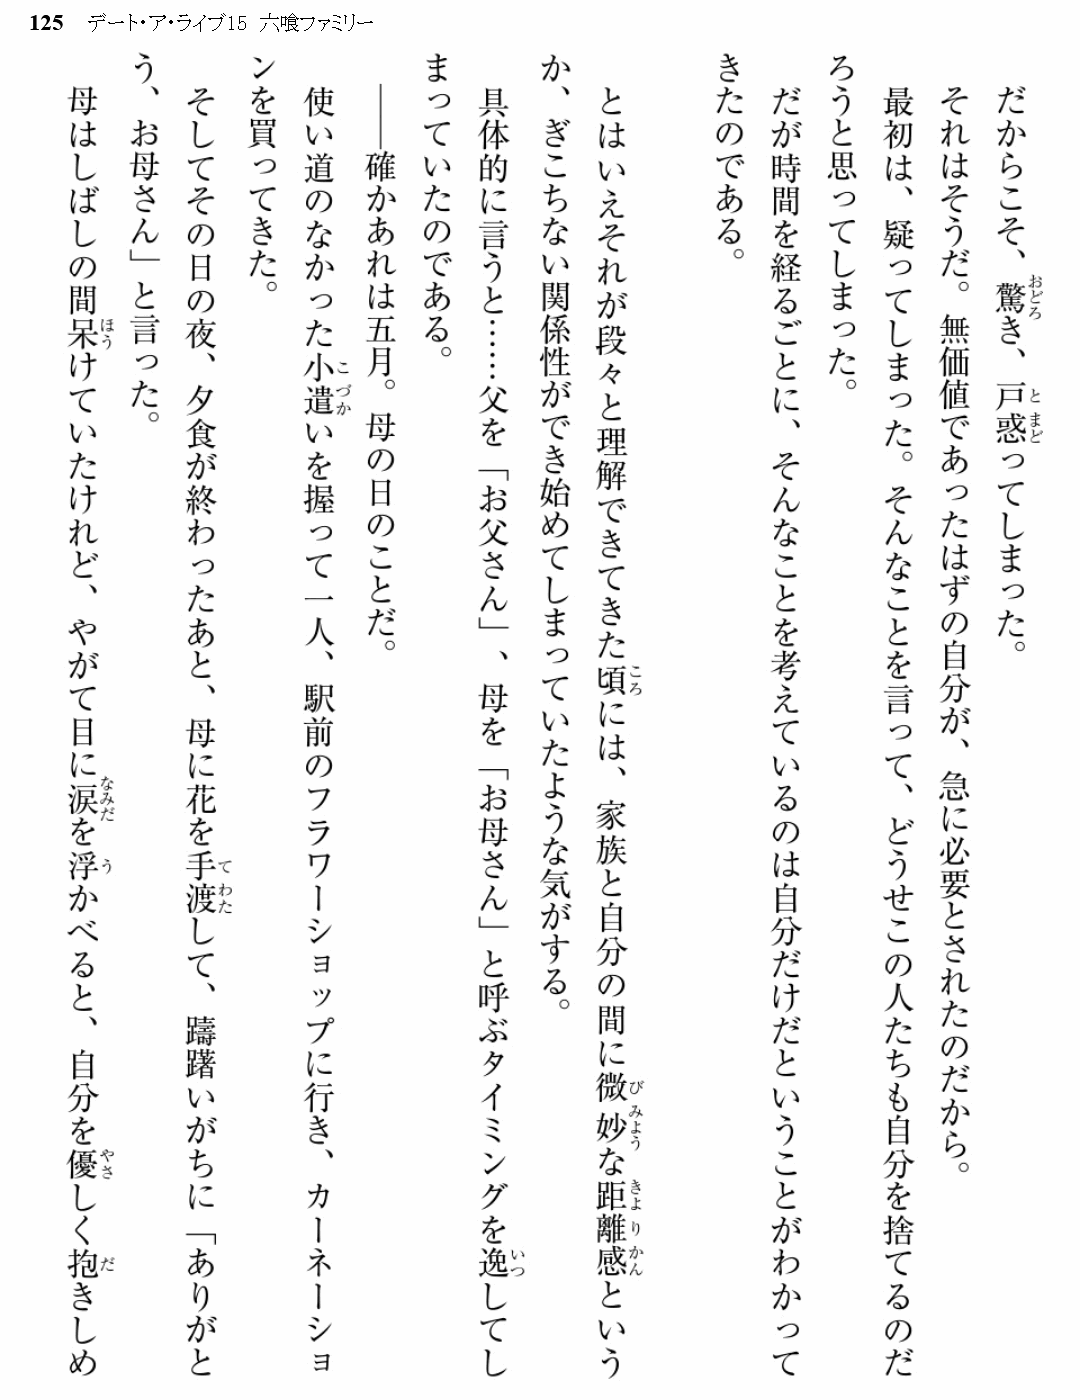 125 デート・ア・ライブ15 六喰ファミリー
だからこそ、驚き、戸惑ってしまった。
それはそうだ。無価値であったはずの自分が、急に必要とされたのだから。
最初は、疑ってしまった。そんなことを言って、どうせこの人たちも自分を捨てるのだ
ろうと思ってしまった。
だが時間を経るごとに、そんなことを考えているのは自分だけだということがわかって
きたのである。
とはいえそれが段々と理解できてきた頃には、家族と自分の間に微妙な距離感という
か、ぎこちない関係性ができ始めてしまっていたような気がする。
具体的に言うと……父を「お父さん」、母を「お母さん」と呼ぶタイミングを逸してし
まっていたのである。
――確かあれは五月。母の日のことだ。
使い道のなかった小遣いを握って一人、駅前のフラワーショップに行き、カーネーショ
ンを買ってきた。
そしてその日の夜、夕食が終わったあと、母に花を手渡して、躊躇いがちに「ありがと
う、お母さん」と言った。
母はしばしの間呆けていたけれど、やがて目に涙を浮かべると、自分を優しく抱きしめ